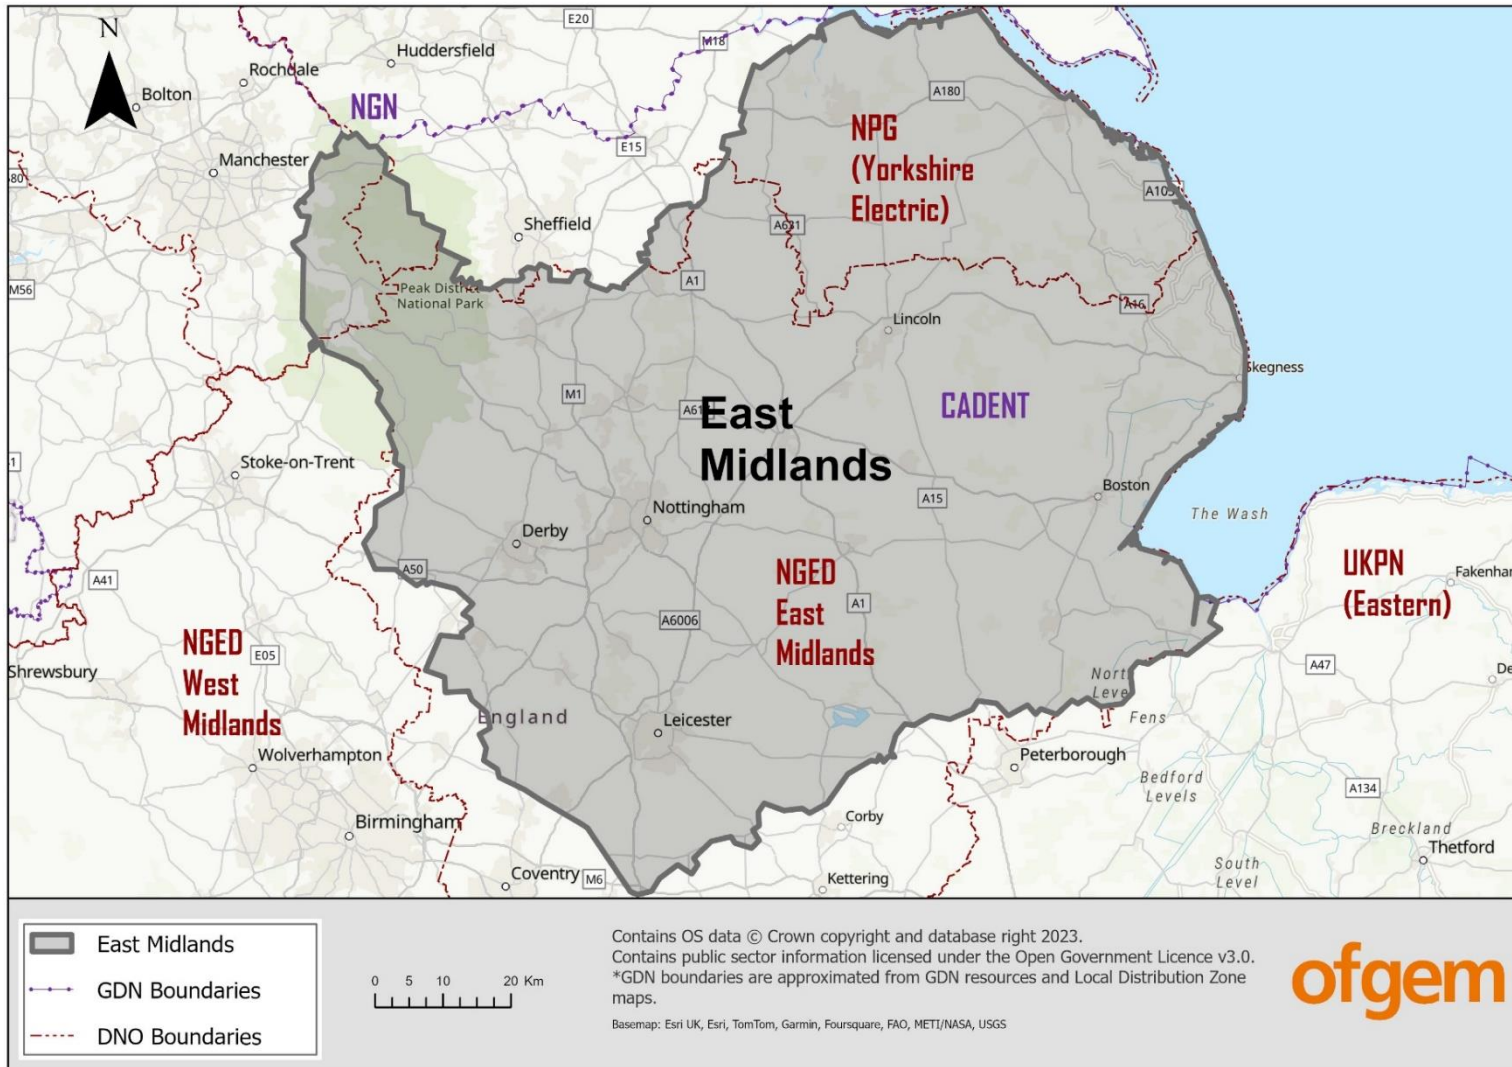 N
E20
M18
Huddersfield
Rochdale
Bolton
NGN
A180
E15
NPG
(Yorkshire
Electric)
Manchester
Sheffield
A631
M56
A1
Peak District
National Park
A16
Lincoln
Skegness
M1
CADENT
East
Midlands
Stoke-on-Trent
Boston
A15
Nottingham
The Wash
Derby
A50
A41
NGED
East
Midlands
A1
UKPN
(Eastern)
Fakenham
A6006
NGED
West
Midlands
E05
Shrewsbury
A47
England
Leicester
Fens
Wolverhampton
Peterborough
Bedford
Levels
A134
Birmingham
Corby
Breckland
Thetford
Coventry
M6
Kettering
South
Level
East Midlands
GDN Boundaries
DNO Boundaries
0 5 10 20 Km
Contains OS data © Crown copyright and database right 2023.
Contains public sector information licensed under the Open Government Licence v3.0.
*GDN boundaries are approximated from GDN resources and Local Distribution Zone
maps.
Basemap: Esri UK, Esri, TomTom, Garmin, Foursquare, FAO, METI/NASA, USGS
ofgem